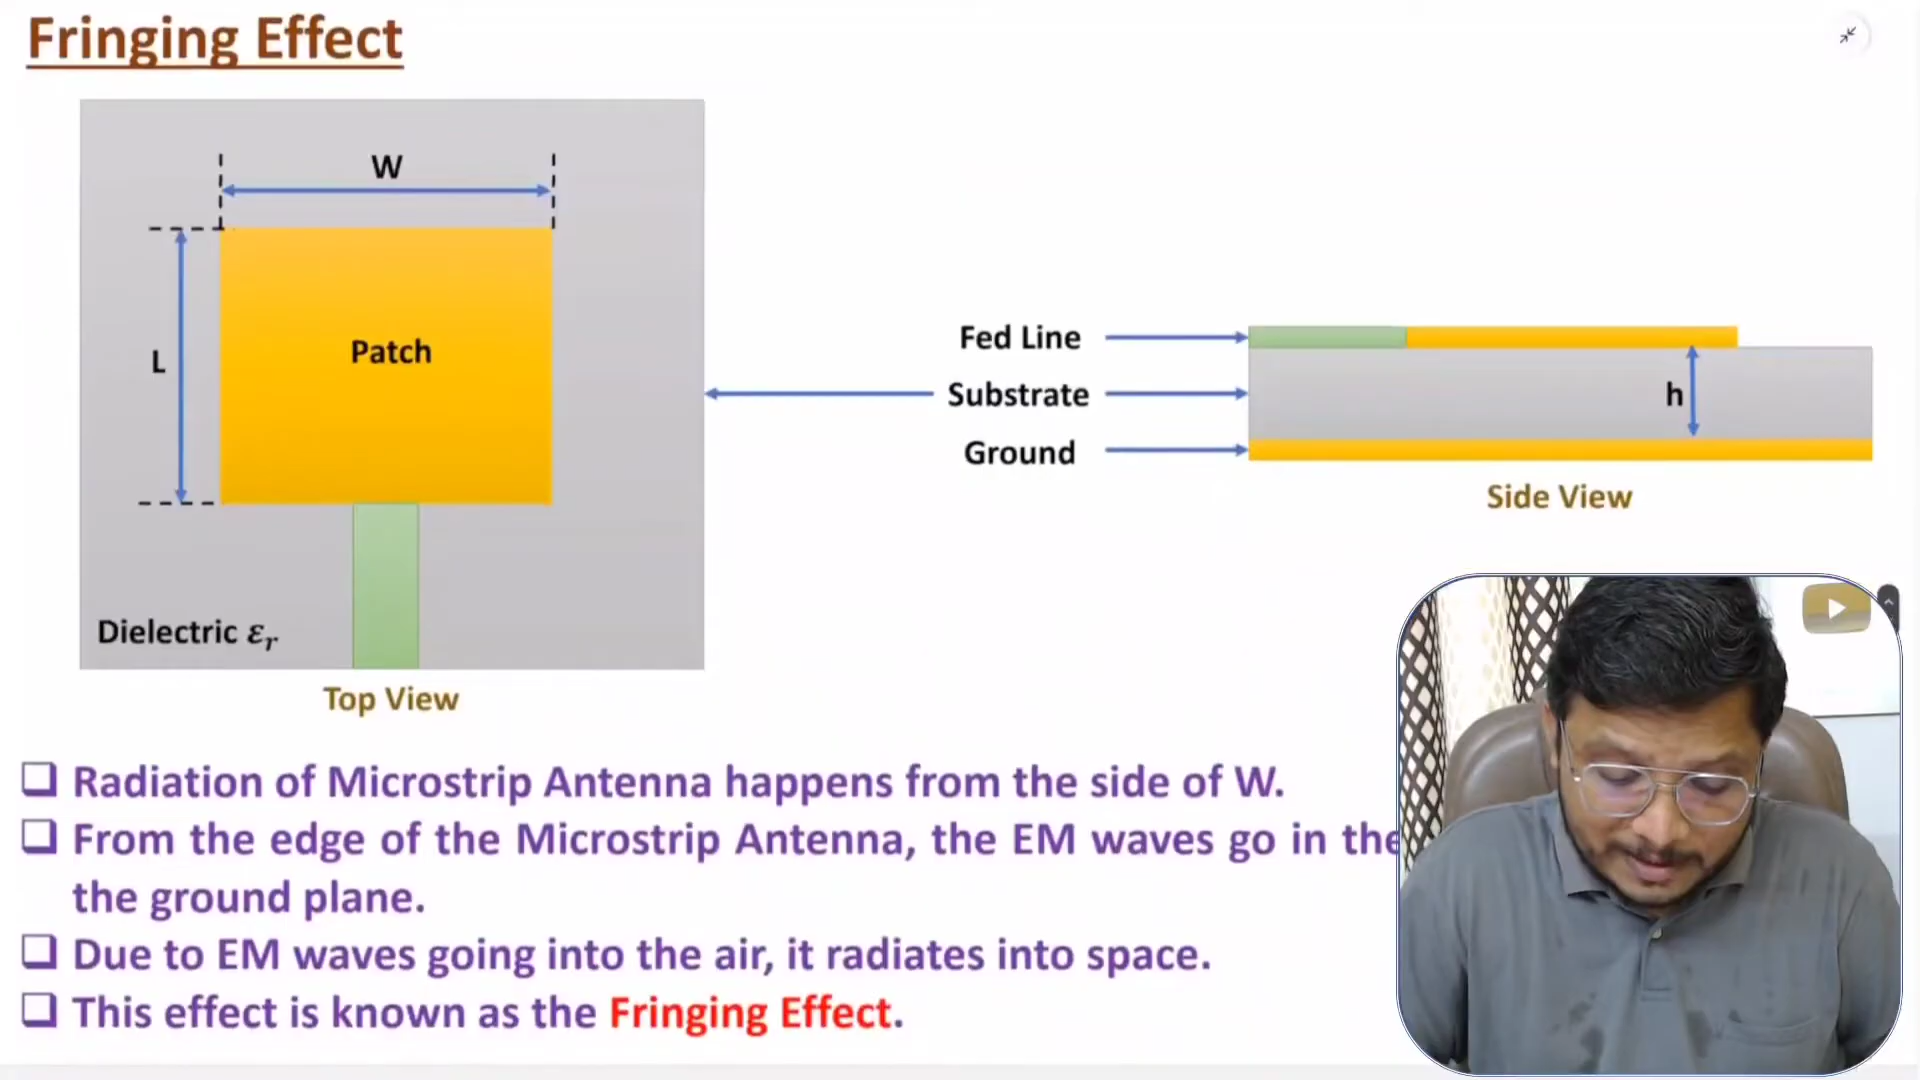 Fringing Effect
W
L
Patch
Dielectric εr
Top View
Fed Line
Substrate
Ground
h
Side View
❑ Radiation of Microstrip Antenna happens from the side of W.
❑ From the edge of the Microstrip Antenna, the EM waves go in the
the ground plane.
❑ Due to EM waves going into the air, it radiates into space.
❑ This effect is known as the Fringing Effect.